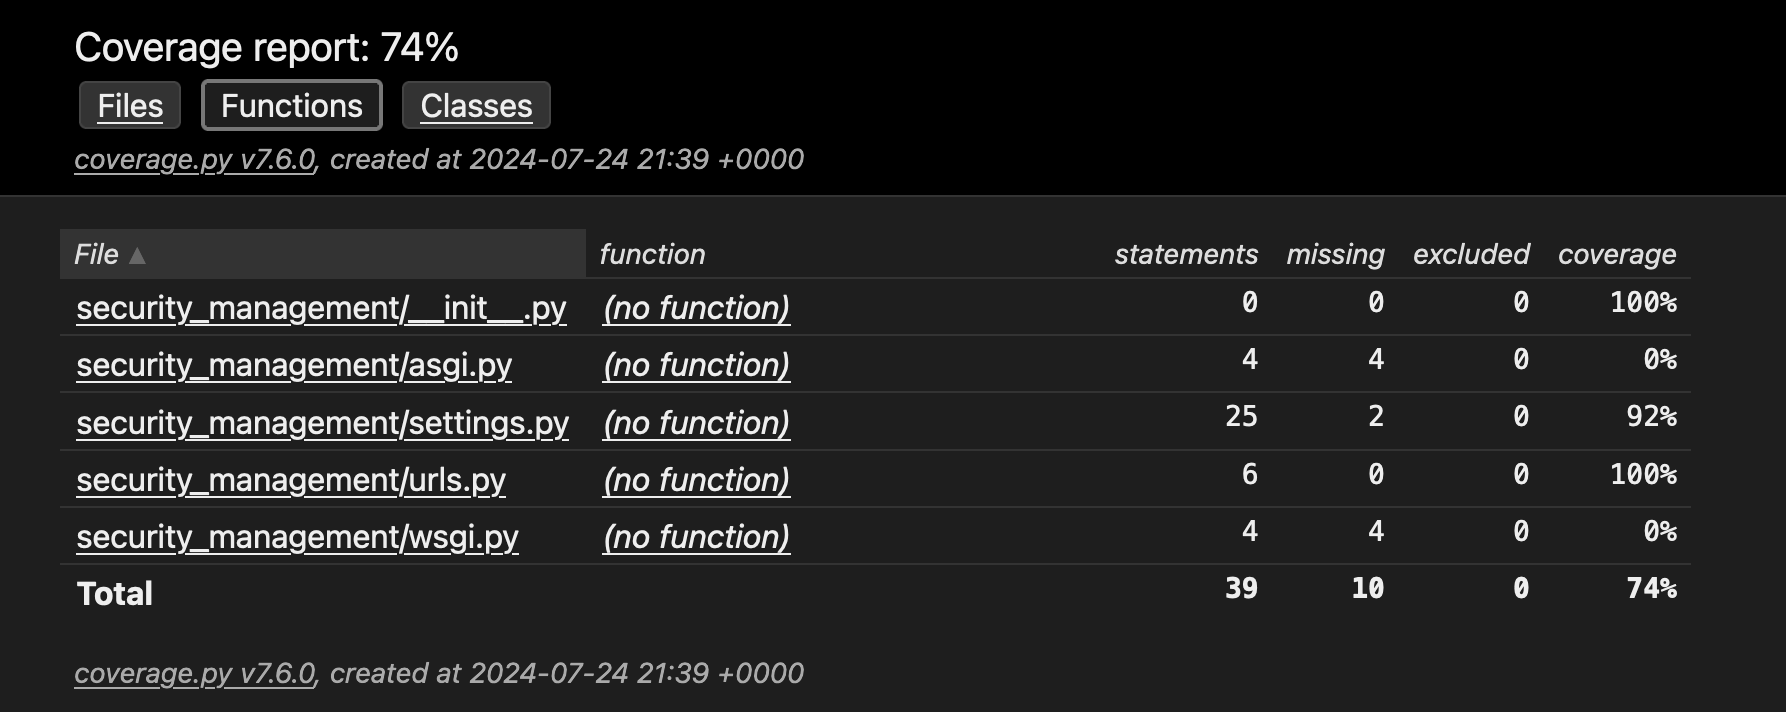 Coverage report: 74%
Files Functions Classes
coverage.py v7.6.0, created at 2024-07-24 21:39 +0000
File ▲ function statements missing excluded coverage
security_management/__init__.py (no function) 0 0 0 100%
security_management/asgi.py (no function) 4 4 0 0%
security_management/settings.py (no function) 25 2 0 92%
security_management/urls.py (no function) 6 0 0 100%
security_management/wsgi.py (no function) 4 4 0 0%
Total 39 10 0 74%
coverage.py v7.6.0, created at 2024-07-24 21:39 +0000